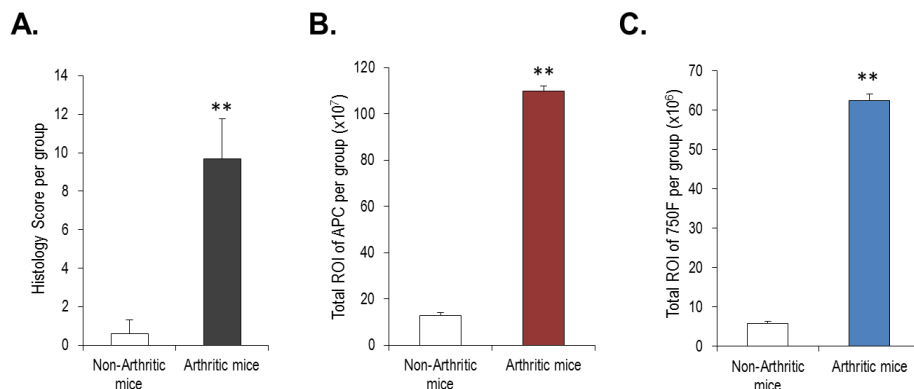 A.
Histology Score per group
14
12
10
8
6
4
2
0
**
Non-Arthritic
mice
Arthritic mice
B.
Total ROI of APC per group (x10⁷)
120
100
80
60
40
20
0
**
Non-Arthritic
mice
Arthritic mice
C.
Total ROI of 750F per group (x10⁶)
70
60
50
40
30
20
10
0
**
Non-Arthritic
mice
Arthritic mice